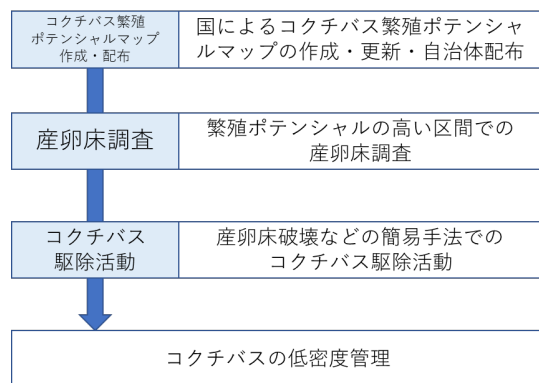 コクチバス繁殖
ポテンシャルマップ
作成・配布
国によるコクチバス繁殖ポテンシャ
ルマップの作成・更新・自治体配布
産卵床調査
繁殖ポテンシャルの高い区間での
産卵床調査
コクチバス
駆除活動
産卵床破壊などの簡易手法での
コクチバス駆除活動
コクチバスの低密度管理